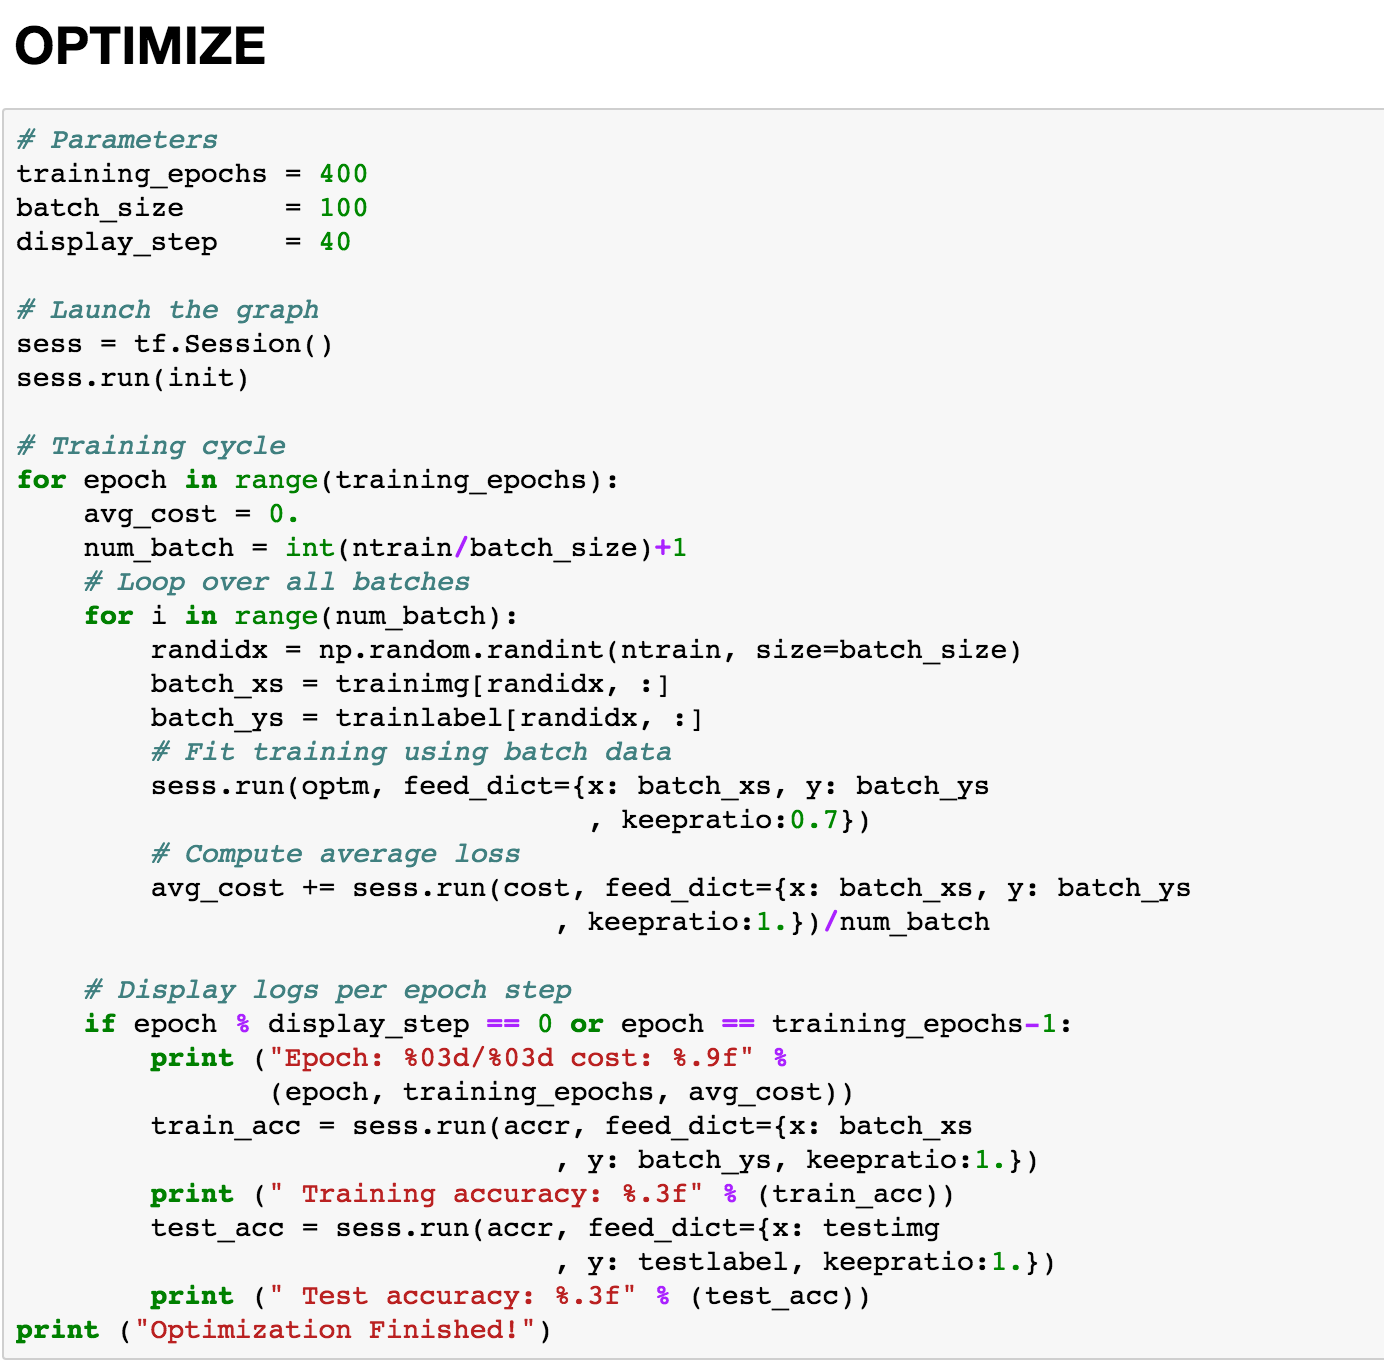 OPTIMIZE
# Parameters
training_epochs = 400
batch_size      = 100
display_step    = 40
# Launch the graph
sess = tf.Session()
sess.run(init)
# Training cycle
for epoch in range(training_epochs):
    avg_cost = 0.
    num_batch = int(ntrain/batch_size)+1
    # Loop over all batches
    for i in range(num_batch):
        randidx = np.random.randint(ntrain, size=batch_size)
        batch_xs = trainimg[randidx, :]
        batch_ys = trainlabel[randidx, :]
        # Fit training using batch data
        sess.run(optm, feed_dict={x: batch_xs, y: batch_ys
                                  , keepratio:0.7})
        # Compute average loss
        avg_cost += sess.run(cost, feed_dict={x: batch_xs, y: batch_ys
                                , keepratio:1.})/num_batch
    # Display logs per epoch step
    if epoch % display_step == 0 or epoch == training_epochs-1:
        print ("Epoch: %03d/%03d cost: %.9f" %
               (epoch, training_epochs, avg_cost))
        train_acc = sess.run(accr, feed_dict={x: batch_xs
                                , y: batch_ys, keepratio:1.})
        print (" Training accuracy: %.3f" % (train_acc))
        test_acc = sess.run(accr, feed_dict={x: testimg
                                , y: testlabel, keepratio:1.})
        print (" Test accuracy: %.3f" % (test_acc))
print ("Optimization Finished!")